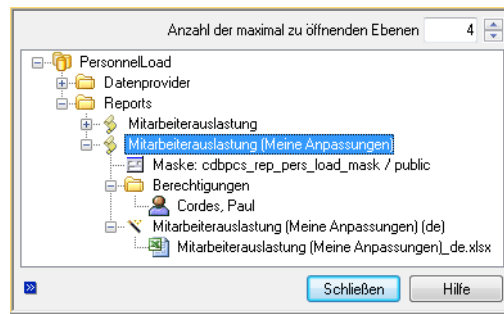 Anzahl der maximal zu öffnenden Ebenen 4
PersonnelLoad
Datenprovider
Reports
Mitarbeiterauslastung
Mitarbeiterauslastung (Meine Anpassungen)
Maske: cdbpcs_rep_pers_load_mask / public
Berechtigungen
Cordes, Paul
Mitarbeiterauslastung (Meine Anpassungen) (de)
Mitarbeiterauslastung (Meine Anpassungen)_de.xlsx
Schließen Hilfe